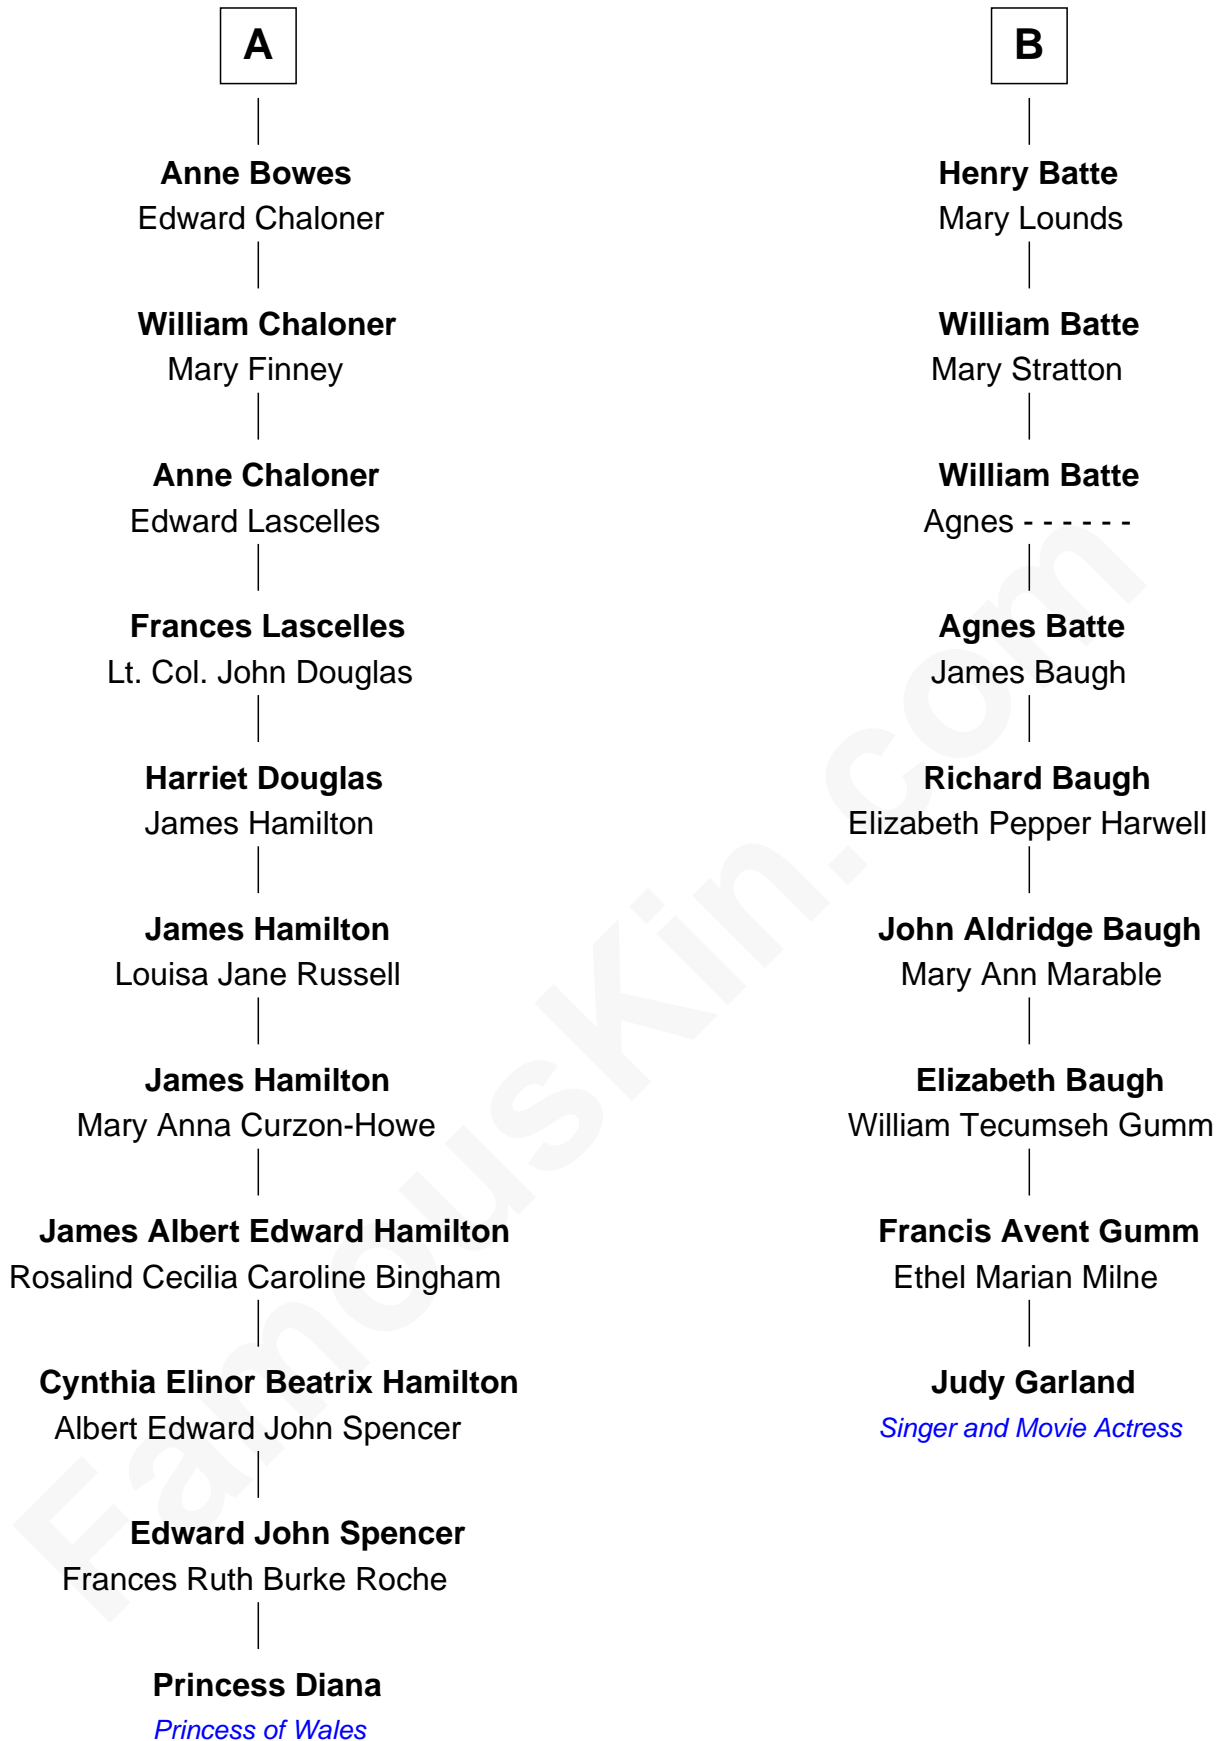 A
Anne Bowes
Edward Chaloner
William Chaloner
Mary Finney
Anne Chaloner
Edward Lascelles
Frances Lascelles
Lt. Col. John Douglas
Harriet Douglas
James Hamilton
James Hamilton
Louisa Jane Russell
James Hamilton
Mary Anna Curzon-Howe
James Albert Edward Hamilton
Rosalind Cecilia Caroline Bingham
Cynthia Elinor Beatrix Hamilton
Albert Edward John Spencer
Edward John Spencer
Frances Ruth Burke Roche
Princess Diana
Princess of Wales
B
Henry Batte
Mary Lounds
William Batte
Mary Stratton
William Batte
Agnes - - - - - -
Agnes Batte
James Baugh
Richard Baugh
Elizabeth Pepper Harwell
John Aldridge Baugh
Mary Ann Marable
Elizabeth Baugh
William Tecumseh Gumm
Francis Avent Gumm
Ethel Marian Milne
Judy Garland
Singer and Movie Actress
FamousKin.com